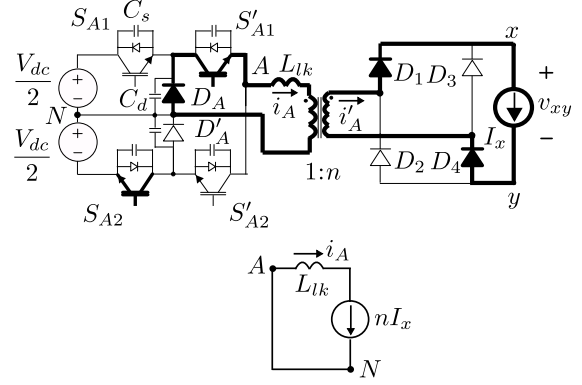 S_{A1} C_s S'_{A1} x
V_{dc}/2 A L_{lk} D_1 D_3 +
N C_d D_A i_A i'_A v_{xy}
V_{dc}/2 D'_A I_x −
D_2 D_4
1:n
S_{A2} S'_{A2} y
A i_A
L_{lk}
nI_x
N